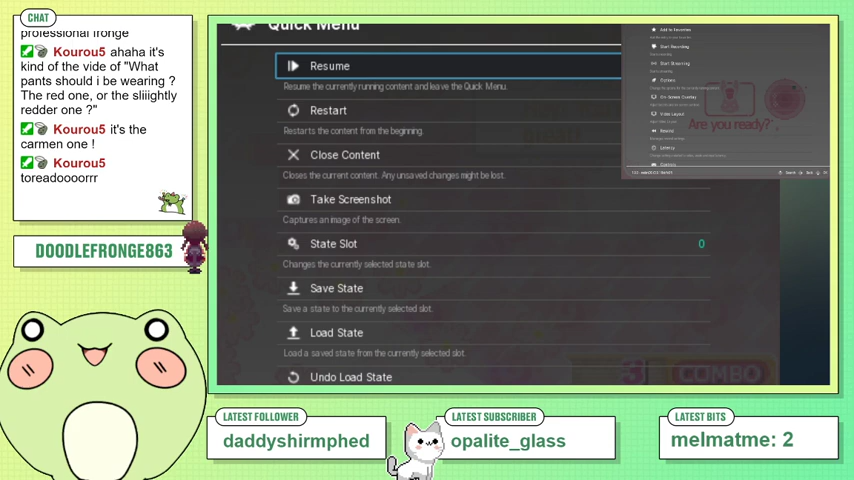 CHAT
professional fronge
Kourou5 ahaha it's
kind of the vide of "What
pants should i be wearing ?
The red one, or the sliiightly
redder one ?"
Kourou5 it's the
carmen one !
Kourou5
toreadoooorrr
DOODLEFRONGE863
Quick Menu
Resume
Resume the currently running content and leave the Quick Menu.
Restart
Restarts the content from the beginning.
Close Content
Closes the current content. Any unsaved changes might be lost.
Take Screenshot
Captures an image of the screen.
State Slot 0
Changes the currently selected state slot.
Save State
Save a state to the currently selected slot.
Load State
Load a saved state from the currently selected slot.
Undo Load State
Add to Favorites
Start Recording
Start Streaming
Options
On-Screen Overlay
Video Layout
Rewind
Latency
Are you ready?
COMBO
LATEST FOLLOWER
daddyshirmphed
LATEST SUBSCRIBER
opalite_glass
LATEST BITS
melmatme: 2